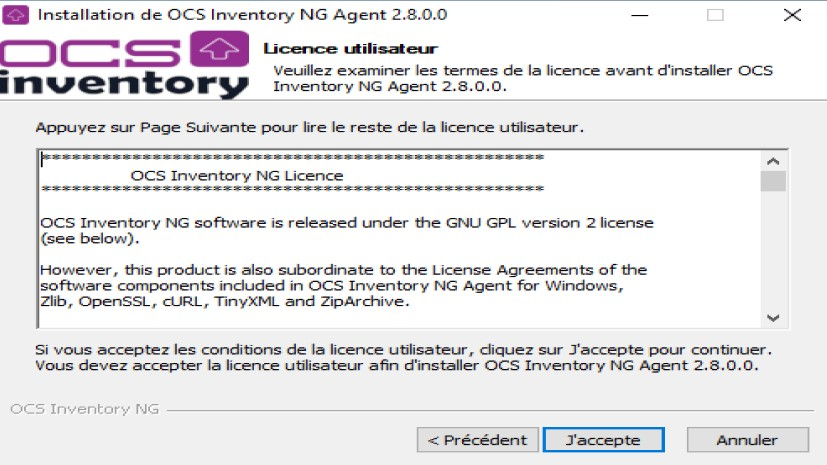 Installation de OCS Inventory NG Agent 2.8.0.0
OCS
inventory
Licence utilisateur
Veuillez examiner les termes de la licence avant d'installer OCS
Inventory NG Agent 2.8.0.0.
Appuyez sur Page Suivante pour lire le reste de la licence utilisateur.
**************************************************
OCS Inventory NG Licence
**************************************************
OCS Inventory NG software is released under the GNU GPL version 2 license
(see below).
However, this product is also subordinate to the License Agreements of the
software components included in OCS Inventory NG Agent for Windows,
Zlib, OpenSSL, cURL, TinyXML and ZipArchive.
Si vous acceptez les conditions de la licence utilisateur, cliquez sur J'accepte pour continuer.
Vous devez accepter la licence utilisateur afin d'installer OCS Inventory NG Agent 2.8.0.0.
OCS Inventory NG
< Précédent
J'accepte
Annuler